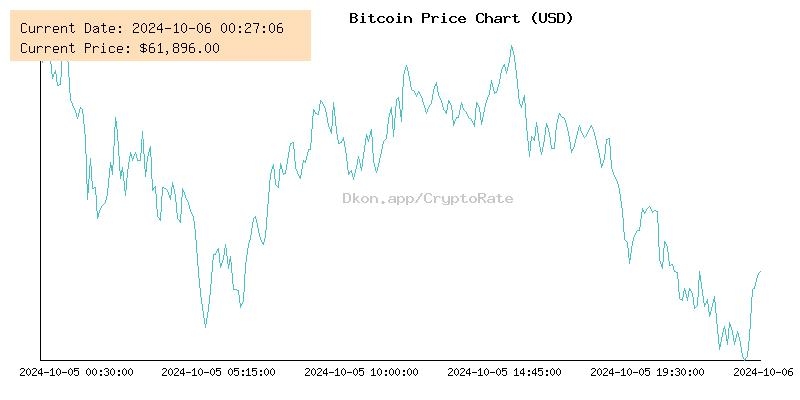 Bitcoin Price Chart (USD)
Current Date: 2024-10-06 00:27:06
Current Price: $61,896.00
Dkon.app/CryptoRate
2024-10-05 00:30:00 2024-10-05 05:15:00 2024-10-05 10:00:00 2024-10-05 14:45:00 2024-10-05 19:30:00 2024-10-06